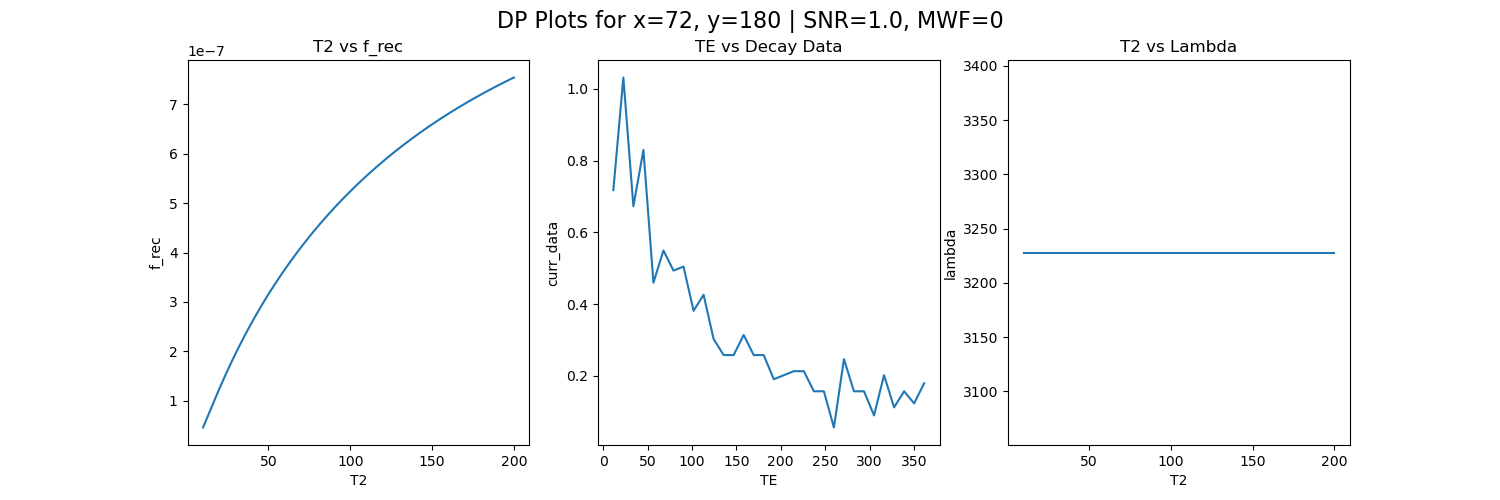 DP Plots for x=72, y=180 | SNR=1.0, MWF=0
T2 vs f_rec
1e−7
7
6
5
4
3
2
1
f_rec
50 100 150 200
T2
TE vs Decay Data
1.0
0.8
0.6
0.4
0.2
curr_data
0 50 100 150 200 250 300 350
TE
T2 vs Lambda
3400
3350
3300
3250
3200
3150
3100
lambda
50 100 150 200
T2